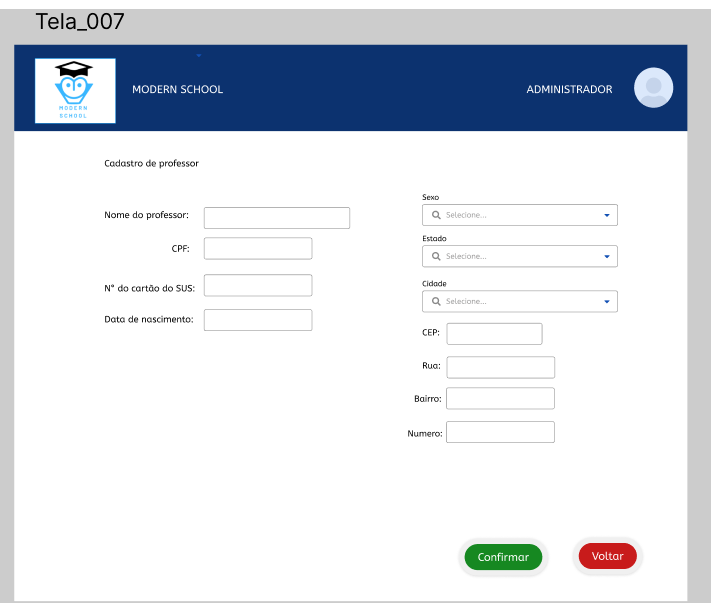 Tela_007
MODERN SCHOOL
ADMINISTRADOR
MODERN
SCHOOL
Cadastro de professor
Nome do professor:
CPF:
N° do cartão do SUS:
Data de nascimento:
Sexo
Selecione...
Estado
Selecione...
Cidade
Selecione...
CEP:
Rua:
Bairro:
Numero:
Confirmar
Voltar